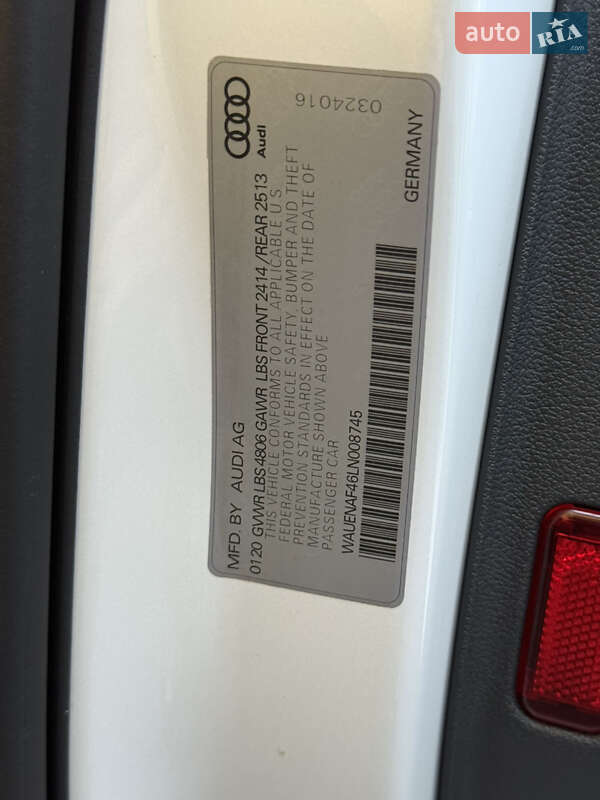 auto RIA.com
0324016
Audi
MFD. BY AUDI AG
0120 GVWR LBS 4806 GAWR LBS FRONT 2414 / REAR 2513
THIS VEHICLE CONFORMS TO ALL APPLICABLE U S
FEDERAL MOTOR VEHICLE SAFETY, BUMPER AND THEFT
PREVENTION STANDARDS IN EFFECT ON THE DATE OF
MANUFACTURE SHOWN ABOVE
PASSENGER CAR
WAUENAF46LN008745
GERMANY